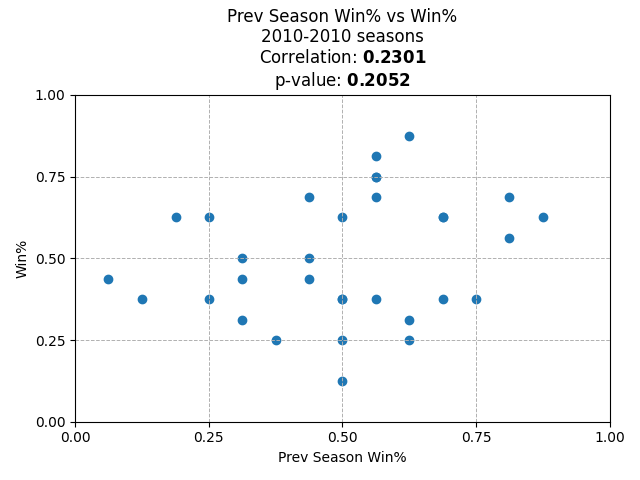 Prev Season Win% vs Win%
2010-2010 seasons
Correlation: 0.2301
p-value: 0.2052
1.00
0.75
0.50
0.25
0.00
Win%
0.00 0.25 0.50 0.75 1.00
Prev Season Win%